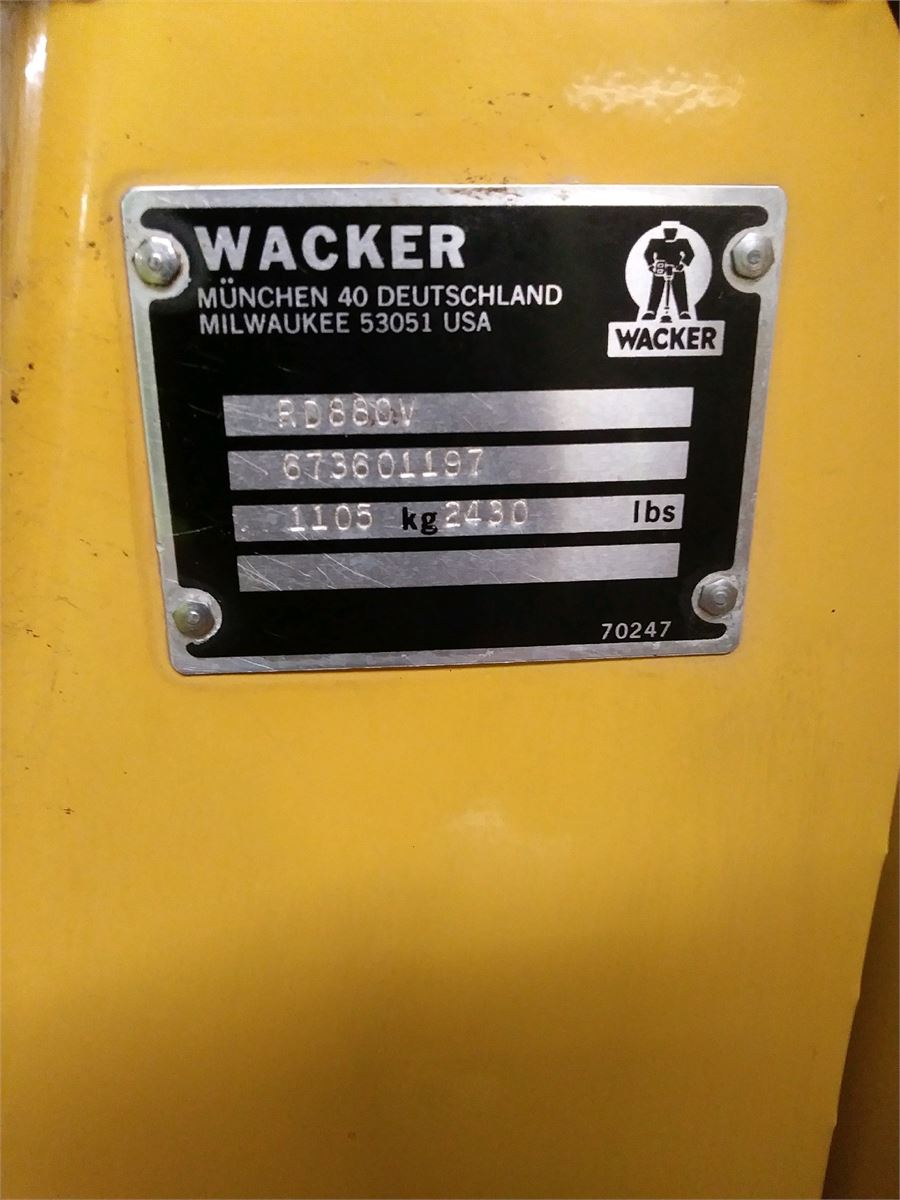 WACKER
MÜNCHEN 40 DEUTSCHLAND
MILWAUKEE 53051 USA
WACKER
RD880V
673601197
1105 kg 2430 lbs
70247